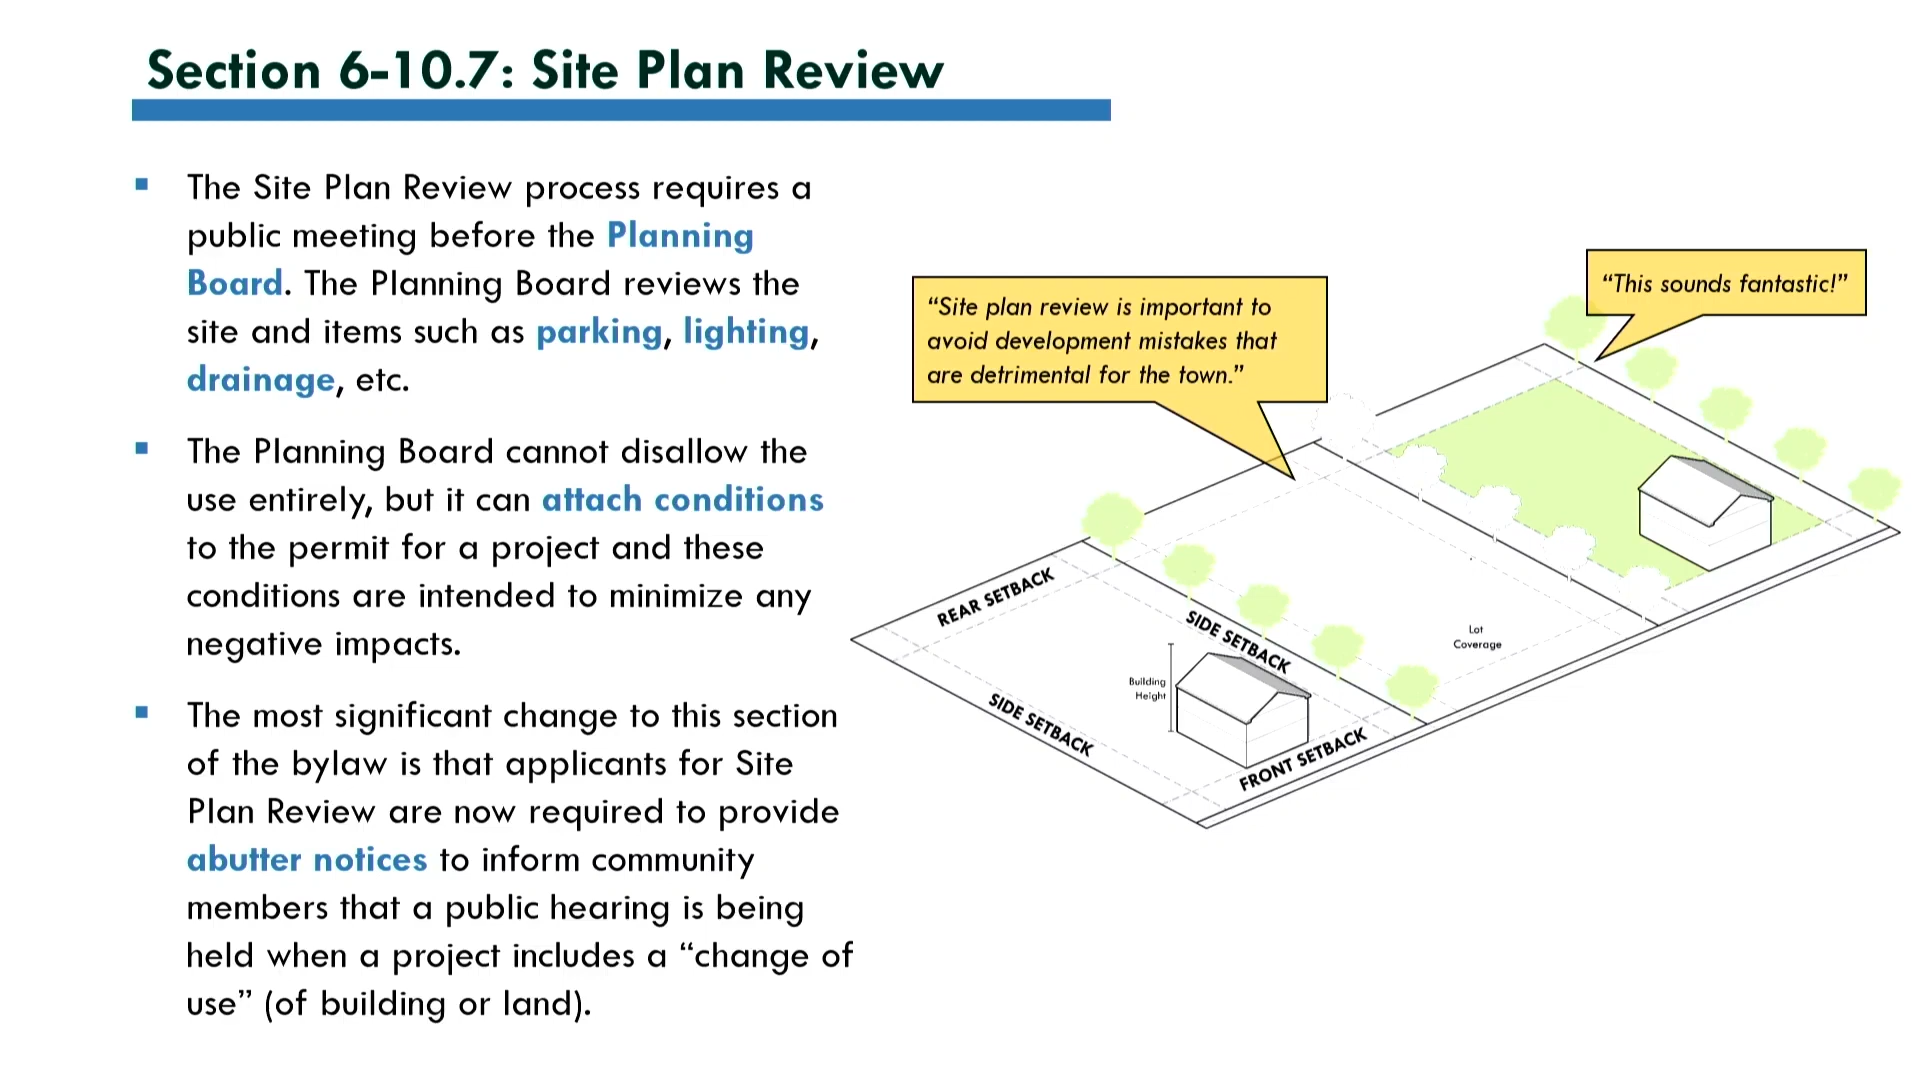 Section 6-10.7: Site Plan Review
The Site Plan Review process requires a
public meeting before the Planning
Board. The Planning Board reviews the
site and items such as parking, lighting,
drainage, etc.
The Planning Board cannot disallow the
use entirely, but it can attach conditions
to the permit for a project and these
conditions are intended to minimize any
negative impacts.
The most significant change to this section
of the bylaw is that applicants for Site
Plan Review are now required to provide
abutter notices to inform community
members that a public hearing is being
held when a project includes a “change of
use” (of building or land).
“Site plan review is important to
avoid development mistakes that
are detrimental for the town.”
“This sounds fantastic!”
REAR SETBACK
SIDE SETBACK
Lot
Coverage
Building
Height
SIDE SETBACK
FRONT SETBACK